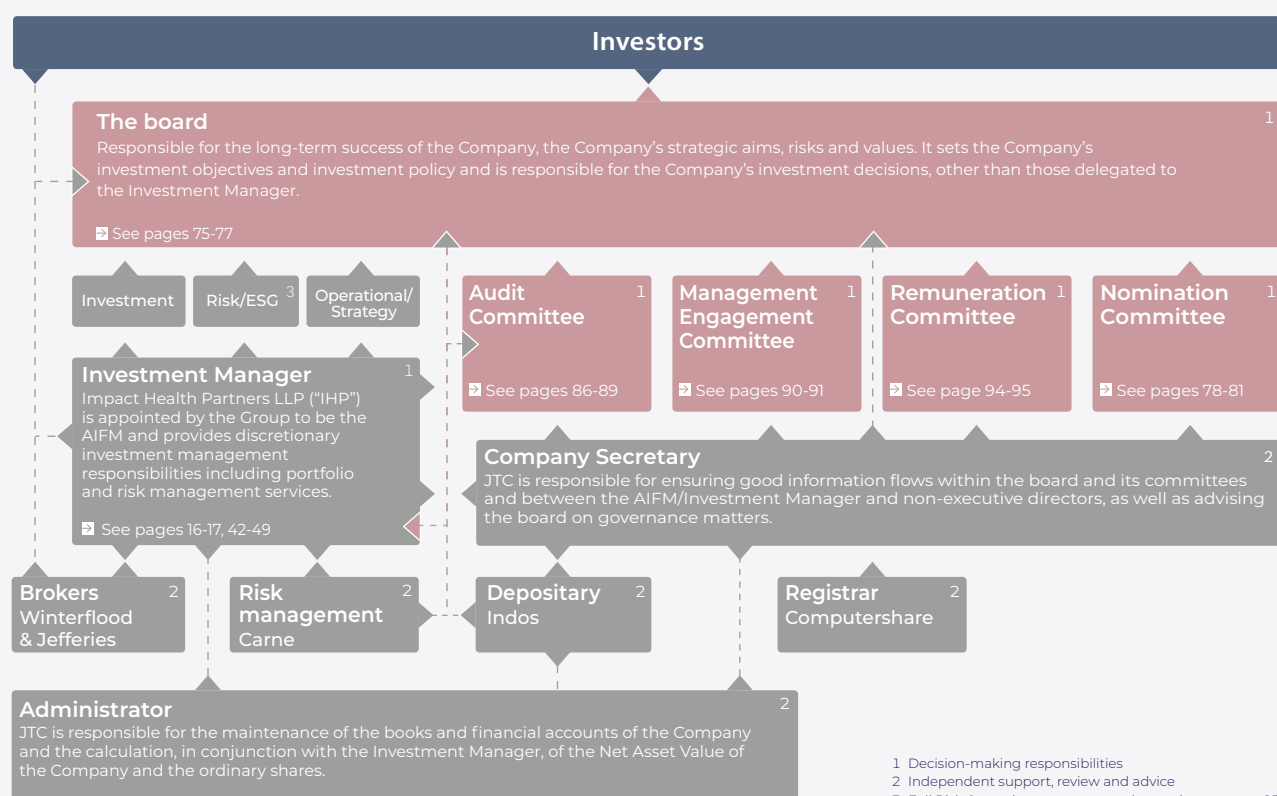 Investors
The board
1
Responsible for the long-term success of the Company, the Company's strategic aims, risks and values. It sets the Company's
investment objectives and investment policy and is responsible for the Company's investment decisions, other than those delegated to
the Investment Manager.
See pages 75-77
Investment
Risk/ESG 3
Operational/
Strategy
Audit 1
Committee
See pages 86-89
Management 1
Engagement
Committee
See pages 90-91
Remuneration 1
Committee
See page 94-95
Nomination 1
Committee
See pages 78-81
Investment Manager 1
Impact Health Partners LLP (“IHP”)
is appointed by the Group to be the
AIFM and provides discretionary
investment management
responsibilities including portfolio
and risk management services.
See pages 16-17, 42-49
Company Secretary 2
JTC is responsible for ensuring good information flows within the board and its committees
and between the AIFM/Investment Manager and non-executive directors, as well as advising
the board on governance matters.
Brokers 2
Winterflood
& Jefferies
Risk 2
management
Carne
Depositary 2
Indos
Registrar 2
Computershare
Administrator 2
JTC is responsible for the maintenance of the books and financial accounts of the Company
and the calculation, in conjunction with the Investment Manager, of the Net Asset Value of
the Company and the ordinary shares.
1 Decision-making responsibilities
2 Independent support, review and advice